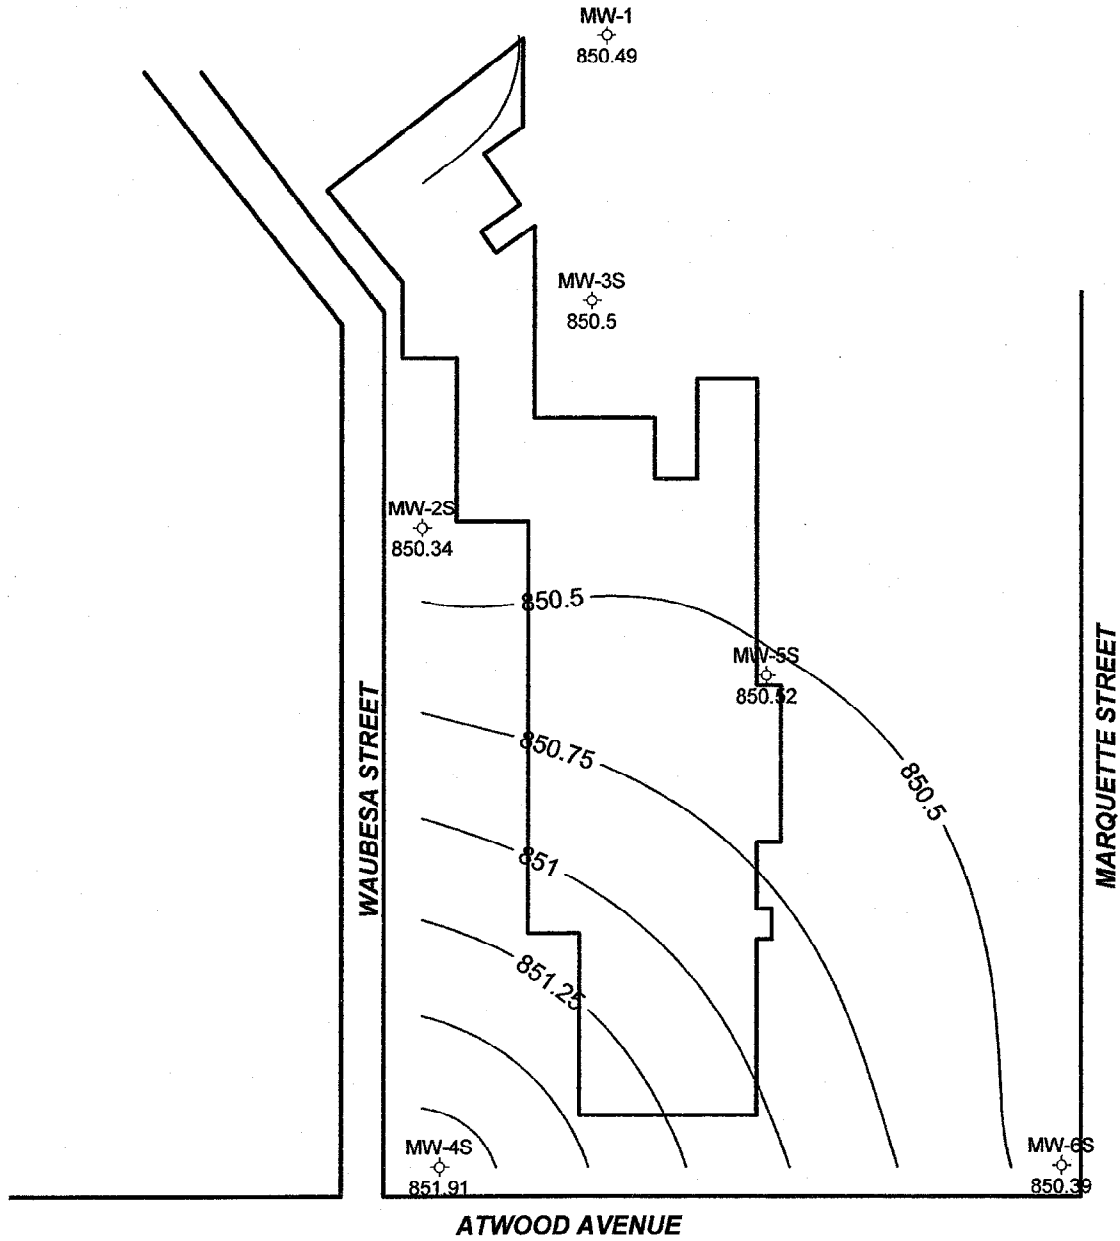 MW-1
850.49
MW-3S
850.5
MW-2S
850.34
850.5
MW-5S
850.52
850.75
850.5
851
851.25
WAUBESA STREET
MARQUETTE STREET
MW-4S
851.91
MW-6S
850.39
ATWOOD AVENUE